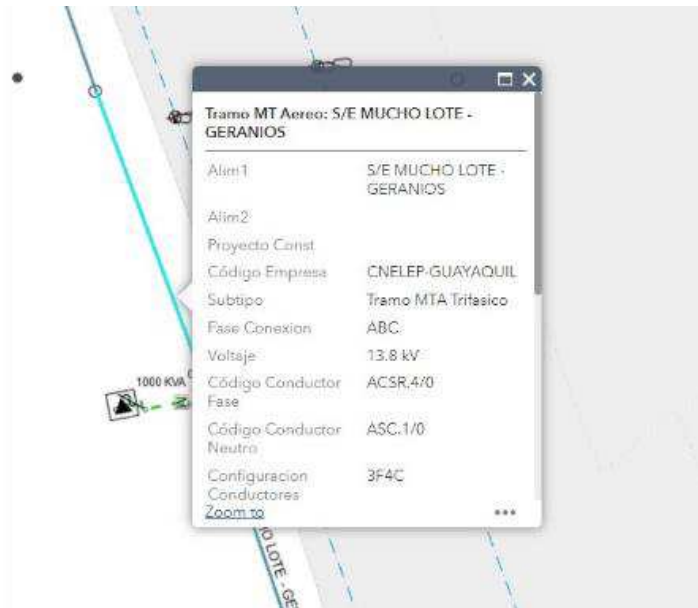 Tramo MT Aereo: S/E MUCHO LOTE -
GERANIOS
Alim1 S/E MUCHO LOTE -
GERANIOS
Alim2
Proyecto Const
Código Empresa CNELEP-GUAYAQUIL
Subtipo Tramo MTA Trifasico
Fase Conexion ABC
Voltaje 13.8 kV
Código Conductor ACSR.4/0
Fase
Código Conductor ASC.1/0
Neutro
Configuracion 3F4C
Conductores
Zoom to
1000 KVA
HO LOTE - GE